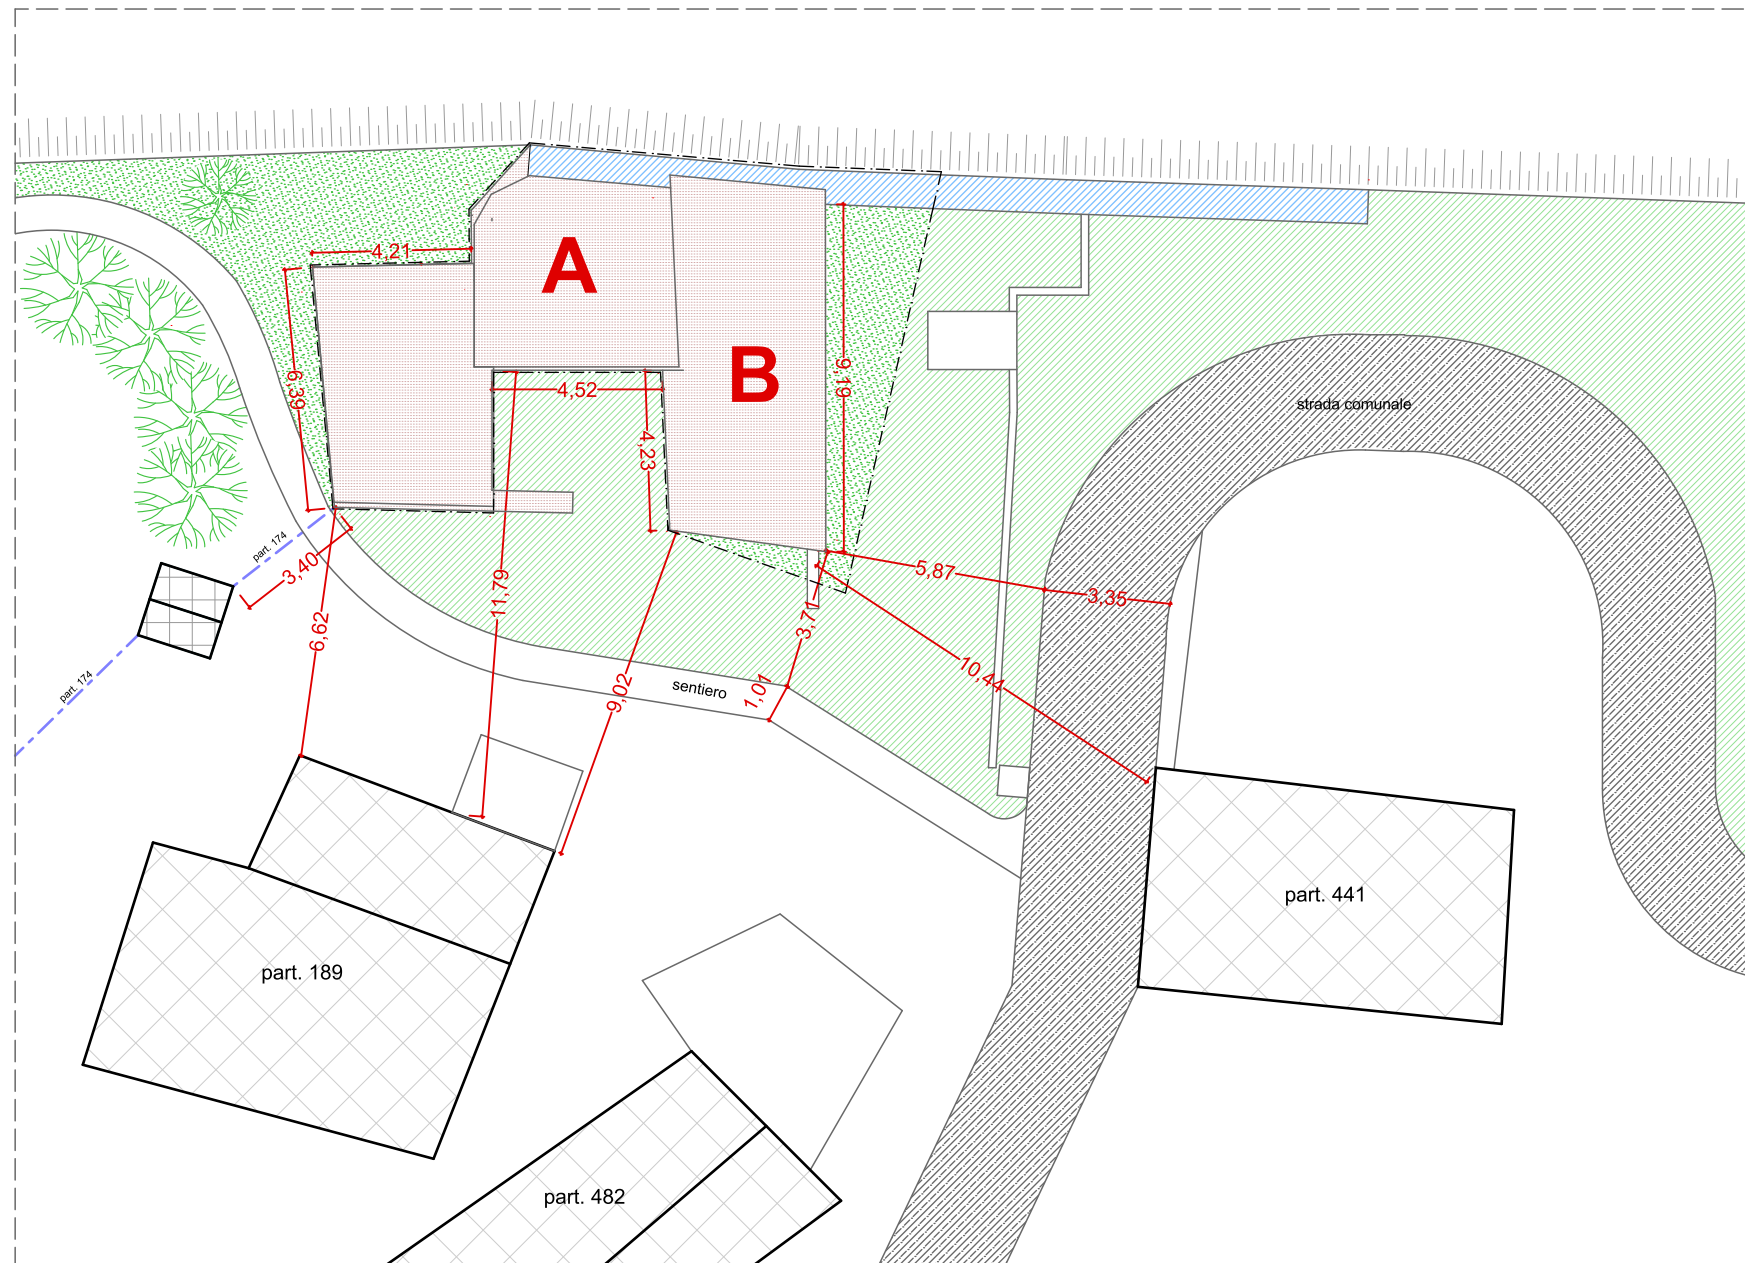 4,21
A
6,39
4,52
B
9,19
4,23
strada comunale
part. 174
3,40
5,87
3,35
11,79
6,62
3,71
10,44
part. 174
sentiero
1,01
9,02
part. 441
part. 189
part. 482